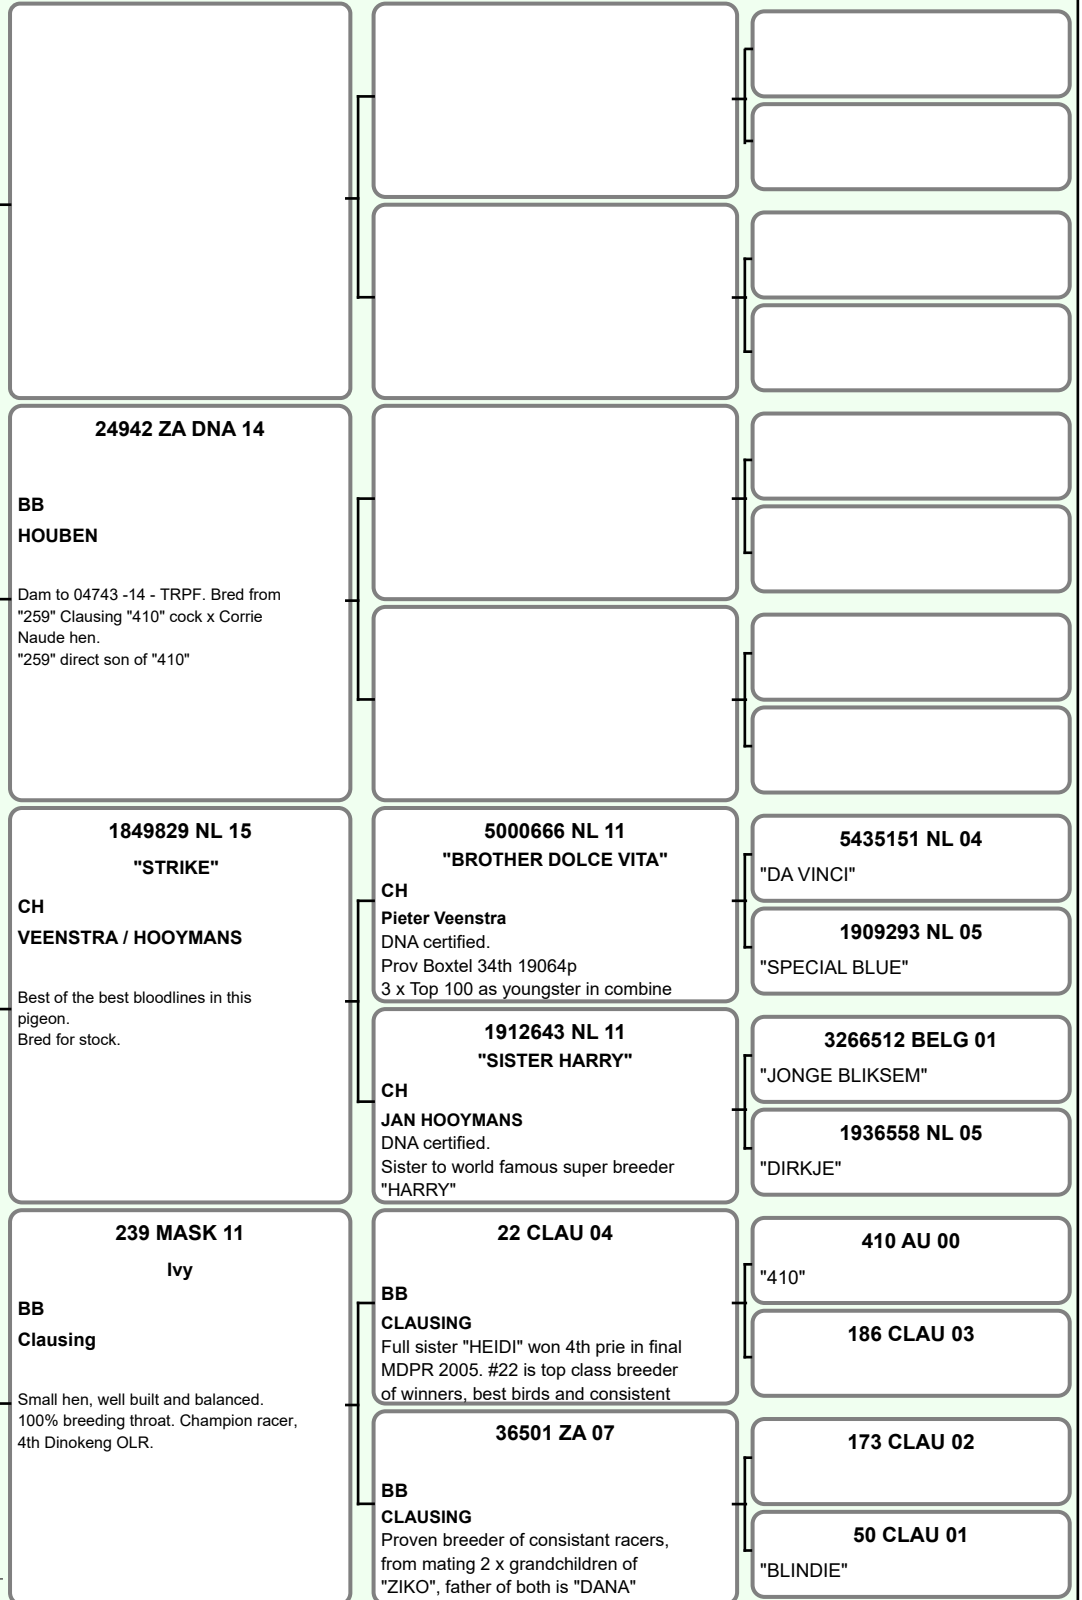 24942 ZA DNA 14
BB
HOUBEN
Dam to 04743 -14 - TRPF. Bred from
"259" Clausing "410" cock x Corrie
Naude hen.
"259" direct son of "410"
1849829 NL 15
"STRIKE"
CH
VEENSTRA / HOOYMANS
Best of the best bloodlines in this
pigeon.
Bred for stock.
239 MASK 11
Ivy
BB
Clausing
Small hen, well built and balanced.
100% breeding throat. Champion racer,
4th Dinokeng OLR.
5000666 NL 11
"BROTHER DOLCE VITA"
CH
Pieter Veenstra
DNA certified.
Prov Boxtel 34th 19064p
3 x Top 100 as youngster in combine
1912643 NL 11
"SISTER HARRY"
CH
JAN HOOYMANS
DNA certified.
Sister to world famous super breeder
"HARRY"
22 CLAU 04
BB
CLAUSING
Full sister "HEIDI" won 4th prie in final
MDPR 2005. #22 is top class breeder
of winners, best birds and consistent
36501 ZA 07
BB
CLAUSING
Proven breeder of consistant racers,
from mating 2 x grandchildren of
"ZIKO", father of both is "DANA"
5435151 NL 04
"DA VINCI"
1909293 NL 05
"SPECIAL BLUE"
3266512 BELG 01
"JONGE BLIKSEM"
1936558 NL 05
"DIRKJE"
410 AU 00
"410"
186 CLAU 03
173 CLAU 02
50 CLAU 01
"BLINDIE"